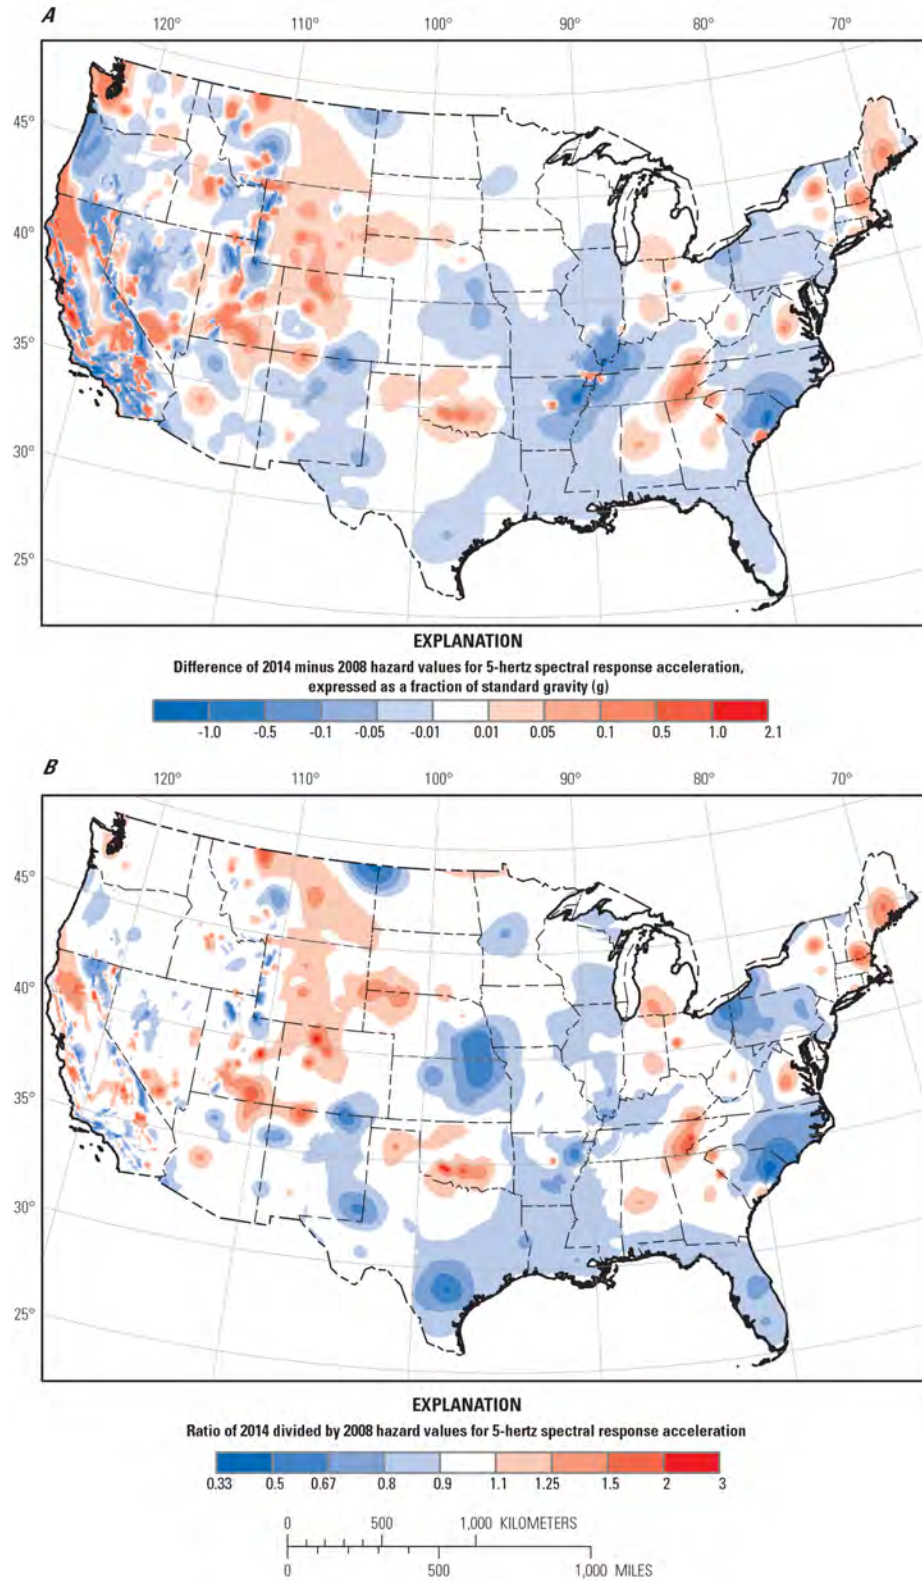 A
120° 110° 100° 90° 80° 70°
45°
40°
35°
30°
25°
EXPLANATION
Difference of 2014 minus 2008 hazard values for 5-hertz spectral response acceleration,
expressed as a fraction of standard gravity (g)
-1.0 -0.5 -0.1 -0.05 -0.01 0.01 0.05 0.1 0.5 1.0 2.1
B
120° 110° 100° 90° 80° 70°
45°
40°
35°
30°
25°
EXPLANATION
Ratio of 2014 divided by 2008 hazard values for 5-hertz spectral response acceleration
0.33 0.5 0.67 0.8 0.9 1.1 1.25 1.5 2 3
0 500 1,000 KILOMETERS
0 500 1,000 MILES